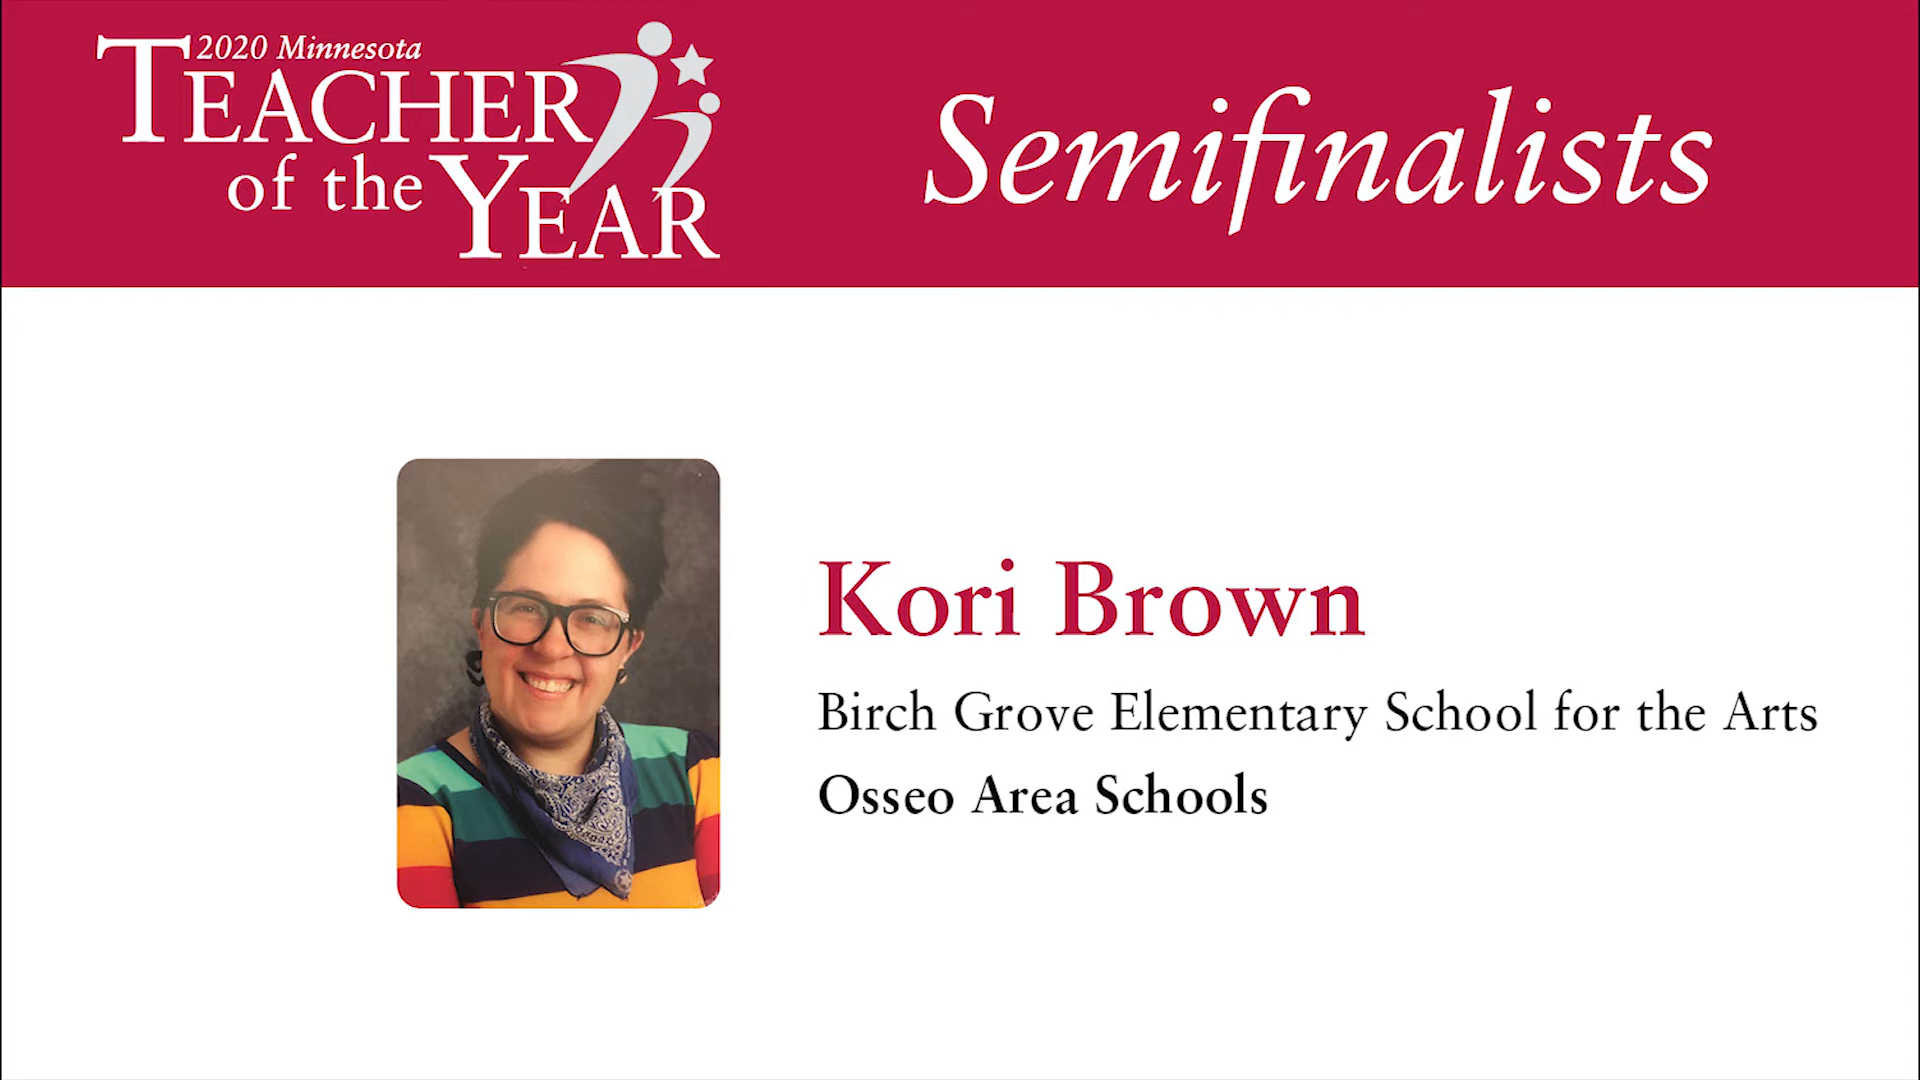 2020 Minnesota
TEACHER
of the YEAR
Semifinalists
Kori Brown
Birch Grove Elementary School for the Arts
Osseo Area Schools